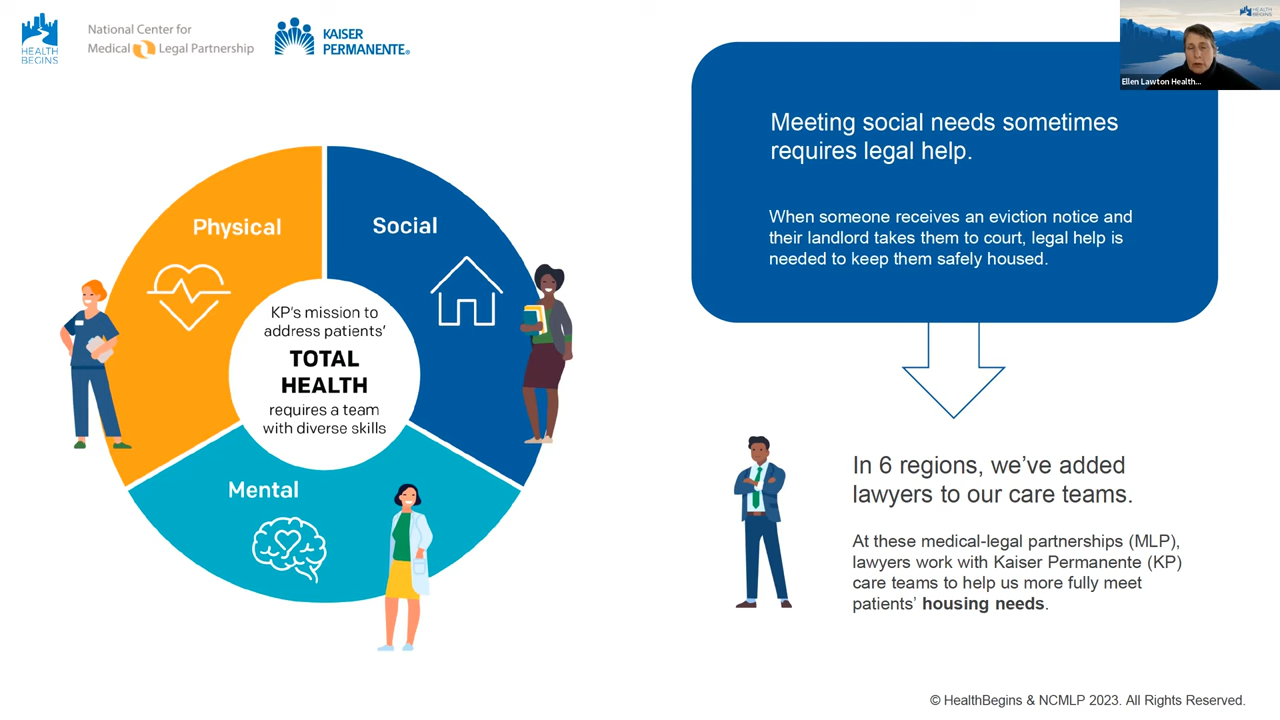 HEALTH
BEGINS
National Center for
Medical Legal Partnership
KAISER
PERMANENTE®
HEALTH
BEGINS
Ellen Lawton Health...
Physical
Social
Mental
KP's mission to
address patients'
TOTAL
HEALTH
requires a team
with diverse skills
Meeting social needs sometimes
requires legal help.
When someone receives an eviction notice and
their landlord takes them to court, legal help is
needed to keep them safely housed.
In 6 regions, we've added
lawyers to our care teams.
At these medical-legal partnerships (MLP),
lawyers work with Kaiser Permanente (KP)
care teams to help us more fully meet
patients' housing needs.
© HealthBegins & NCMLP 2023. All Rights Reserved.